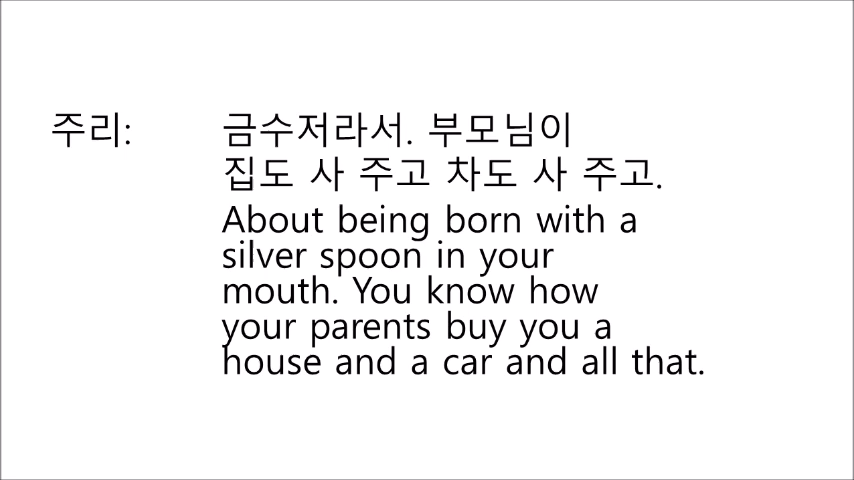 주리: 금수저라서. 부모님이
집도 사 주고 차도 사 주고.
About being born with a
silver spoon in your
mouth. You know how
your parents buy you a
house and a car and all that.